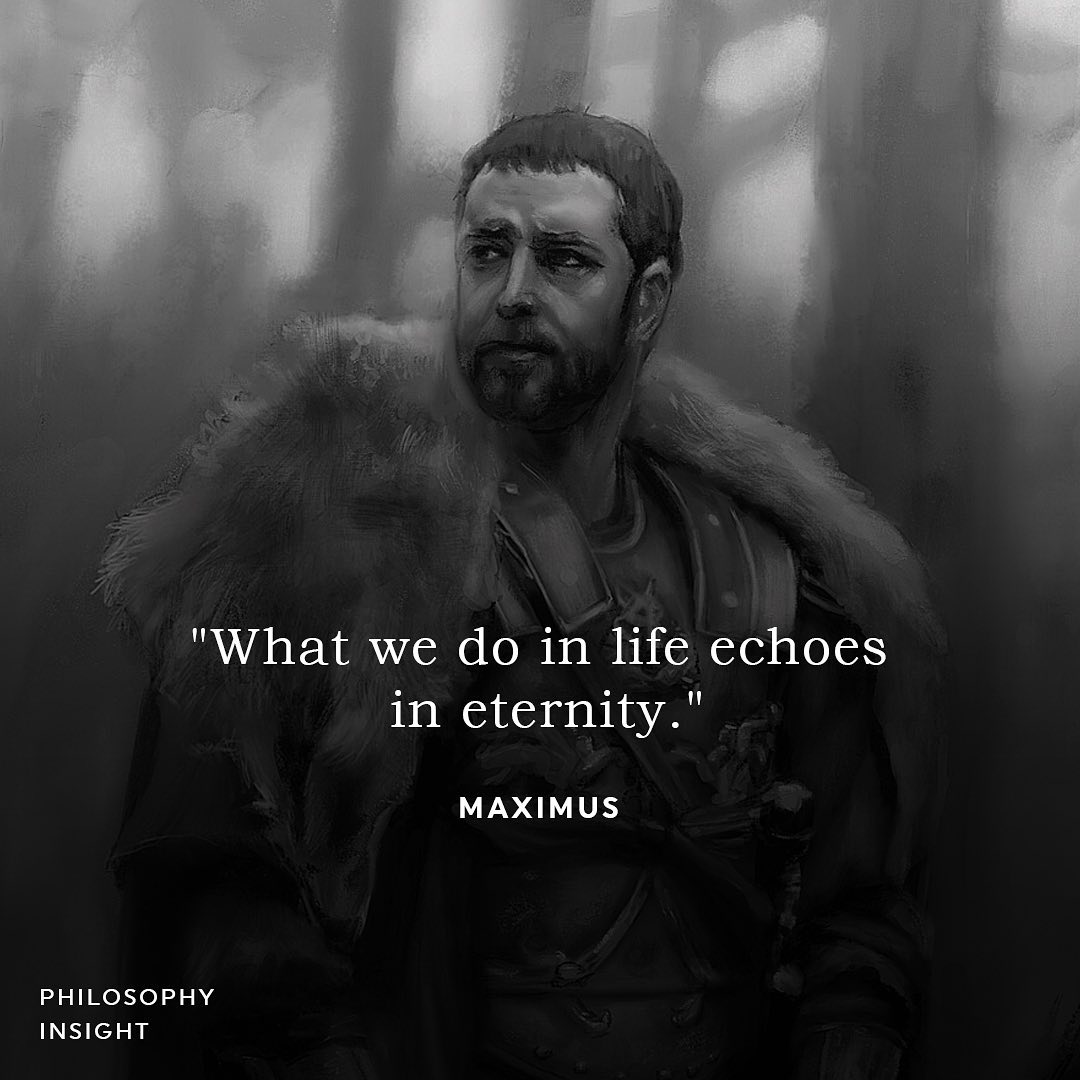 "What we do in life echoes
in eternity."
MAXIMUS
PHILOSOPHY
INSIGHT